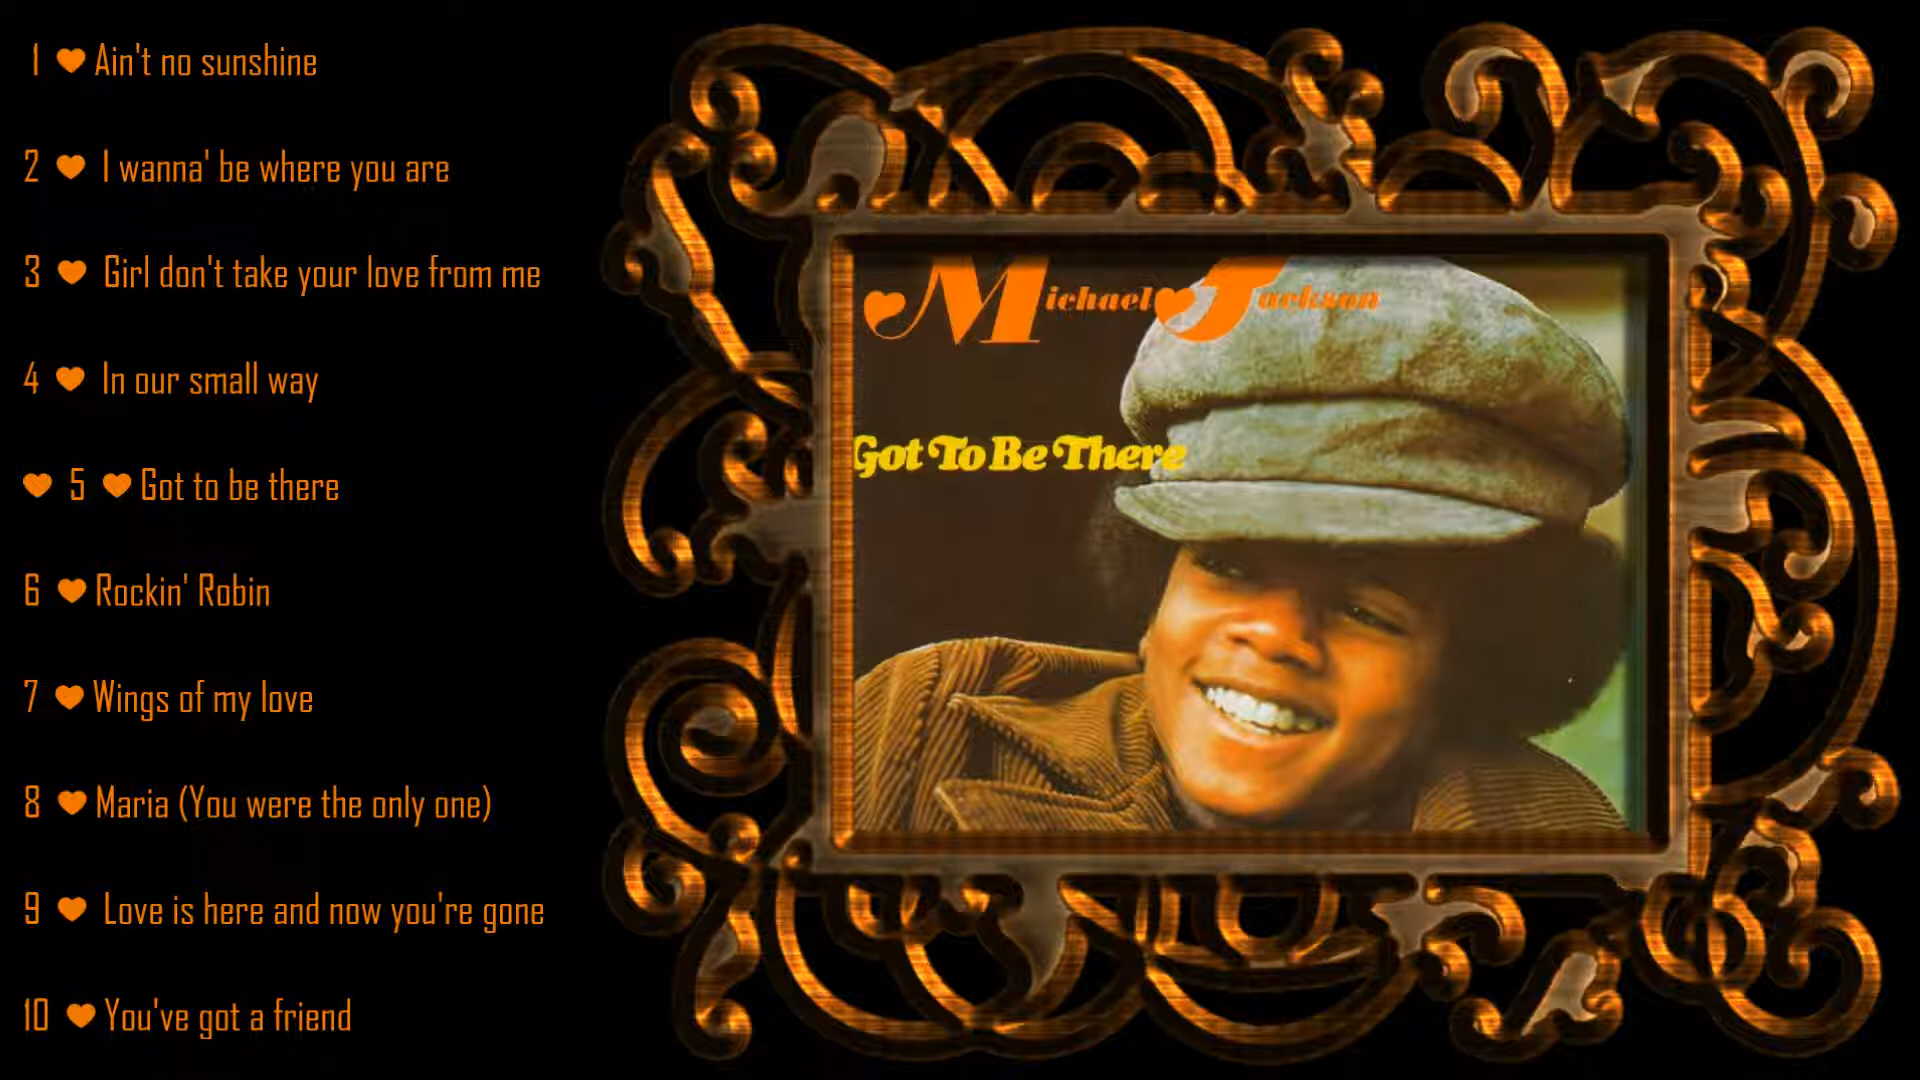 1 ♥ Ain't no sunshine
2 ♥ I wanna' be where you are
3 ♥ Girl don't take your love from me
4 ♥ In our small way
♥ 5 ♥ Got to be there
6 ♥ Rockin' Robin
7 ♥ Wings of my love
8 ♥ Maria (You were the only one)
9 ♥ Love is here and now you're gone
10 ♥ You've got a friend
Michael Jackson
Got To Be There